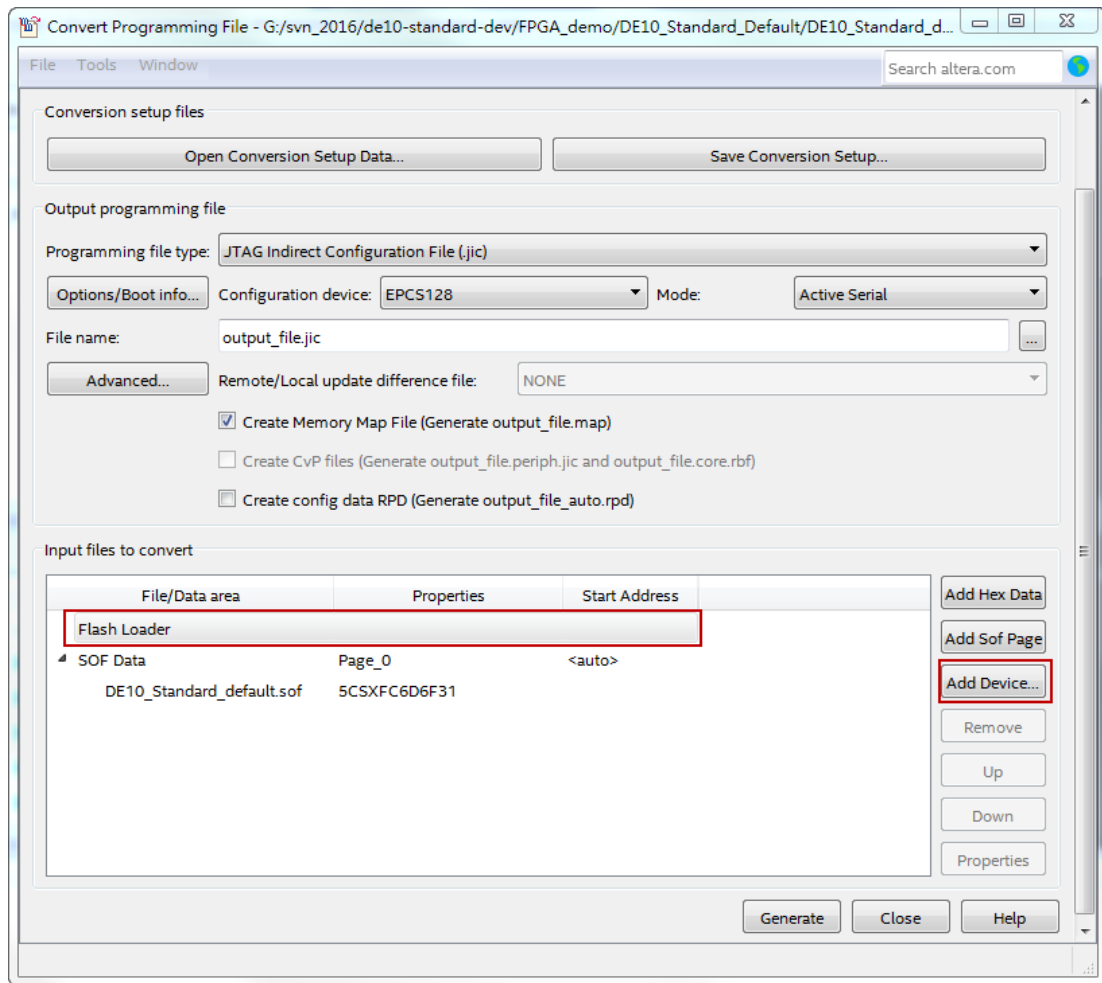 Convert Programming File - G:/svn_2016/de10-standard-dev/FPGA_demo/DE10_Standard_Default/DE10_Standard_d...
File Tools Window Search altera.com
Conversion setup files
Open Conversion Setup Data... Save Conversion Setup...
Output programming file
Programming file type: JTAG Indirect Configuration File (.jic)
Options/Boot info... Configuration device: EPCS128 Mode: Active Serial
File name: output_file.jic ...
Advanced... Remote/Local update difference file: NONE
Create Memory Map File (Generate output_file.map)
Create CvP files (Generate output_file.periph.jic and output_file.core.rbf)
Create config data RPD (Generate output_file_auto.rpd)
Input files to convert
File/Data area Properties Start Address Add Hex Data
Flash Loader
Add Sof Page
SOF Data Page_0 <auto>
Add Device...
DE10_Standard_default.sof 5CSXFC6D6F31
Remove
Up
Down
Properties
Generate Close Help